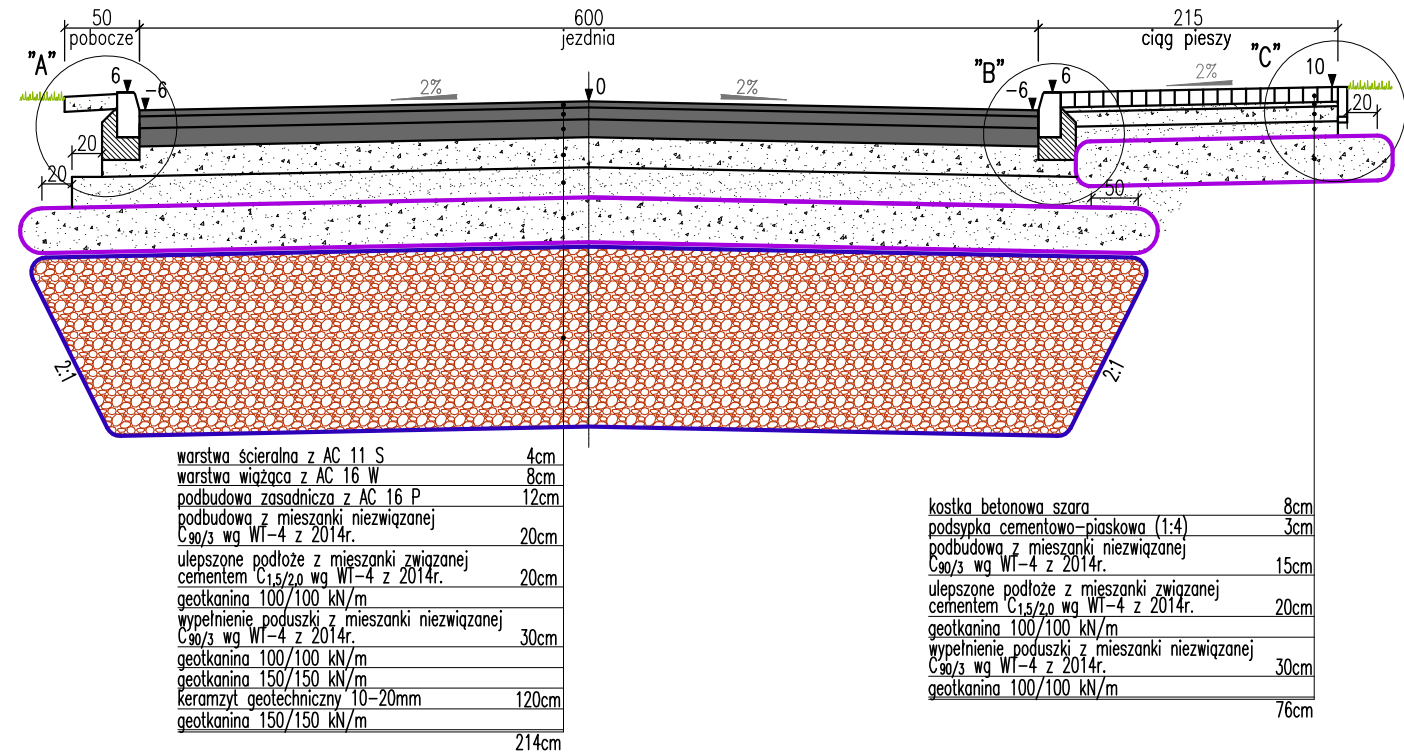 50
600
215
pobocze
jezdnia
ciąg pieszy
"A"
"B"
"C"
6
-6
2%
0
2%
-6
6
2%
10
20
20
20
50
2:1
2:1
warstwa ścieralna z AC 11 S 4cm
warstwa wiążąca z AC 16 W 8cm
podbudowa zasadnicza z AC 16 P 12cm
podbudowa z mieszanki niezwiązanej
C90/3 wg WT-4 z 2014r. 20cm
ulepszone podłoże z mieszanki związanej
cementem C1,5/2,0 wg WT-4 z 2014r. 20cm
geotkanina 100/100 kN/m
wypełnienie poduszki z mieszanki niezwiązanej
C90/3 wg WT-4 z 2014r. 30cm
geotkanina 100/100 kN/m
geotkanina 150/150 kN/m
keramzyt geotechniczny 10-20mm 120cm
geotkanina 150/150 kN/m
214cm
kostka betonowa szara 8cm
podsypka cementowo-piaskowa (1:4) 3cm
podbudowa z mieszanki niezwiązanej
C90/3 wg WT-4 z 2014r. 15cm
ulepszone podłoże z mieszanki związanej
cementem C1,5/2,0 wg WT-4 z 2014r. 20cm
geotkanina 100/100 kN/m
wypełnienie poduszki z mieszanki niezwiązanej
C90/3 wg WT-4 z 2014r. 30cm
geotkanina 100/100 kN/m
76cm